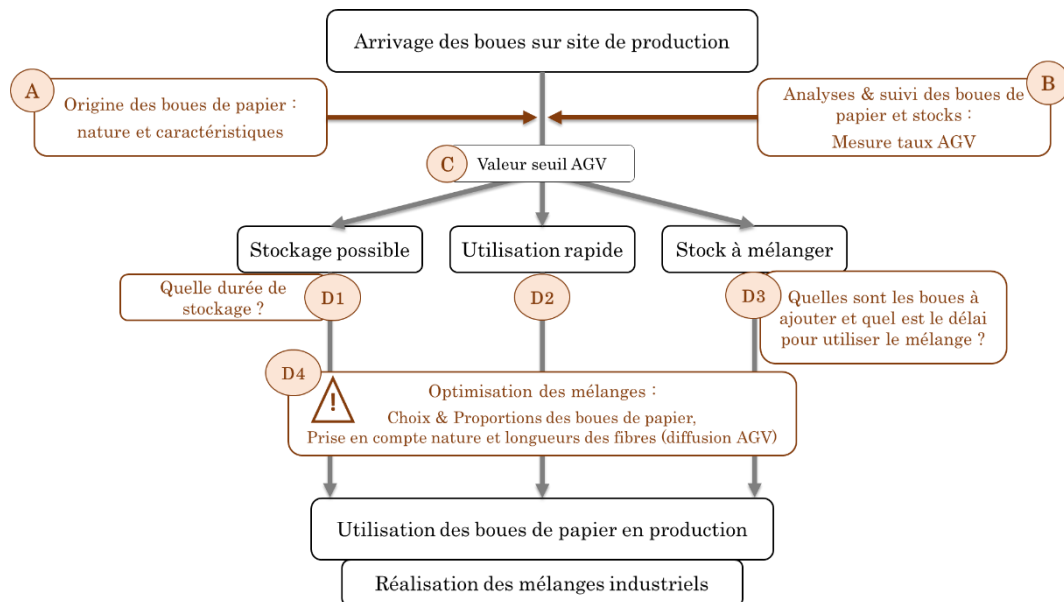 Arrivage des boues sur site de production
A
Origine des boues de papier :
nature et caractéristiques
B
Analyses & suivi des boues de
papier et stocks :
Mesure taux AGV
C
Valeur seuil AGV
Stockage possible
Utilisation rapide
Stock à mélanger
Quelle durée de
stockage ?
D1
D2
D3
Quelles sont les boues à
ajouter et quel est le délai
pour utiliser le mélange ?
D4
!
Optimisation des mélanges :
Choix & Proportions des boues de papier,
Prise en compte nature et longueurs des fibres (diffusion AGV)
Utilisation des boues de papier en production
Réalisation des mélanges industriels